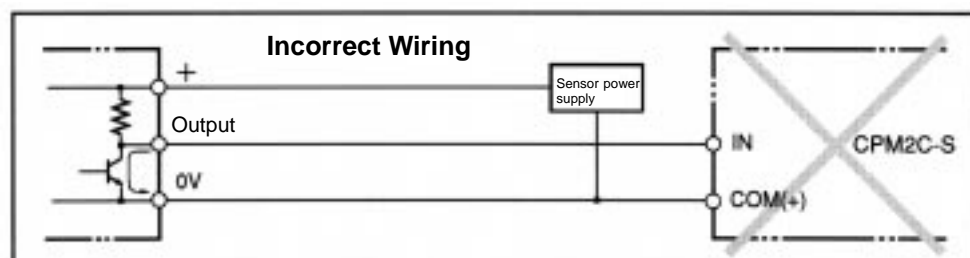 Incorrect Wiring
+
Sensor power
supply
Output
IN
CPM2C-S
0V
COM(+)